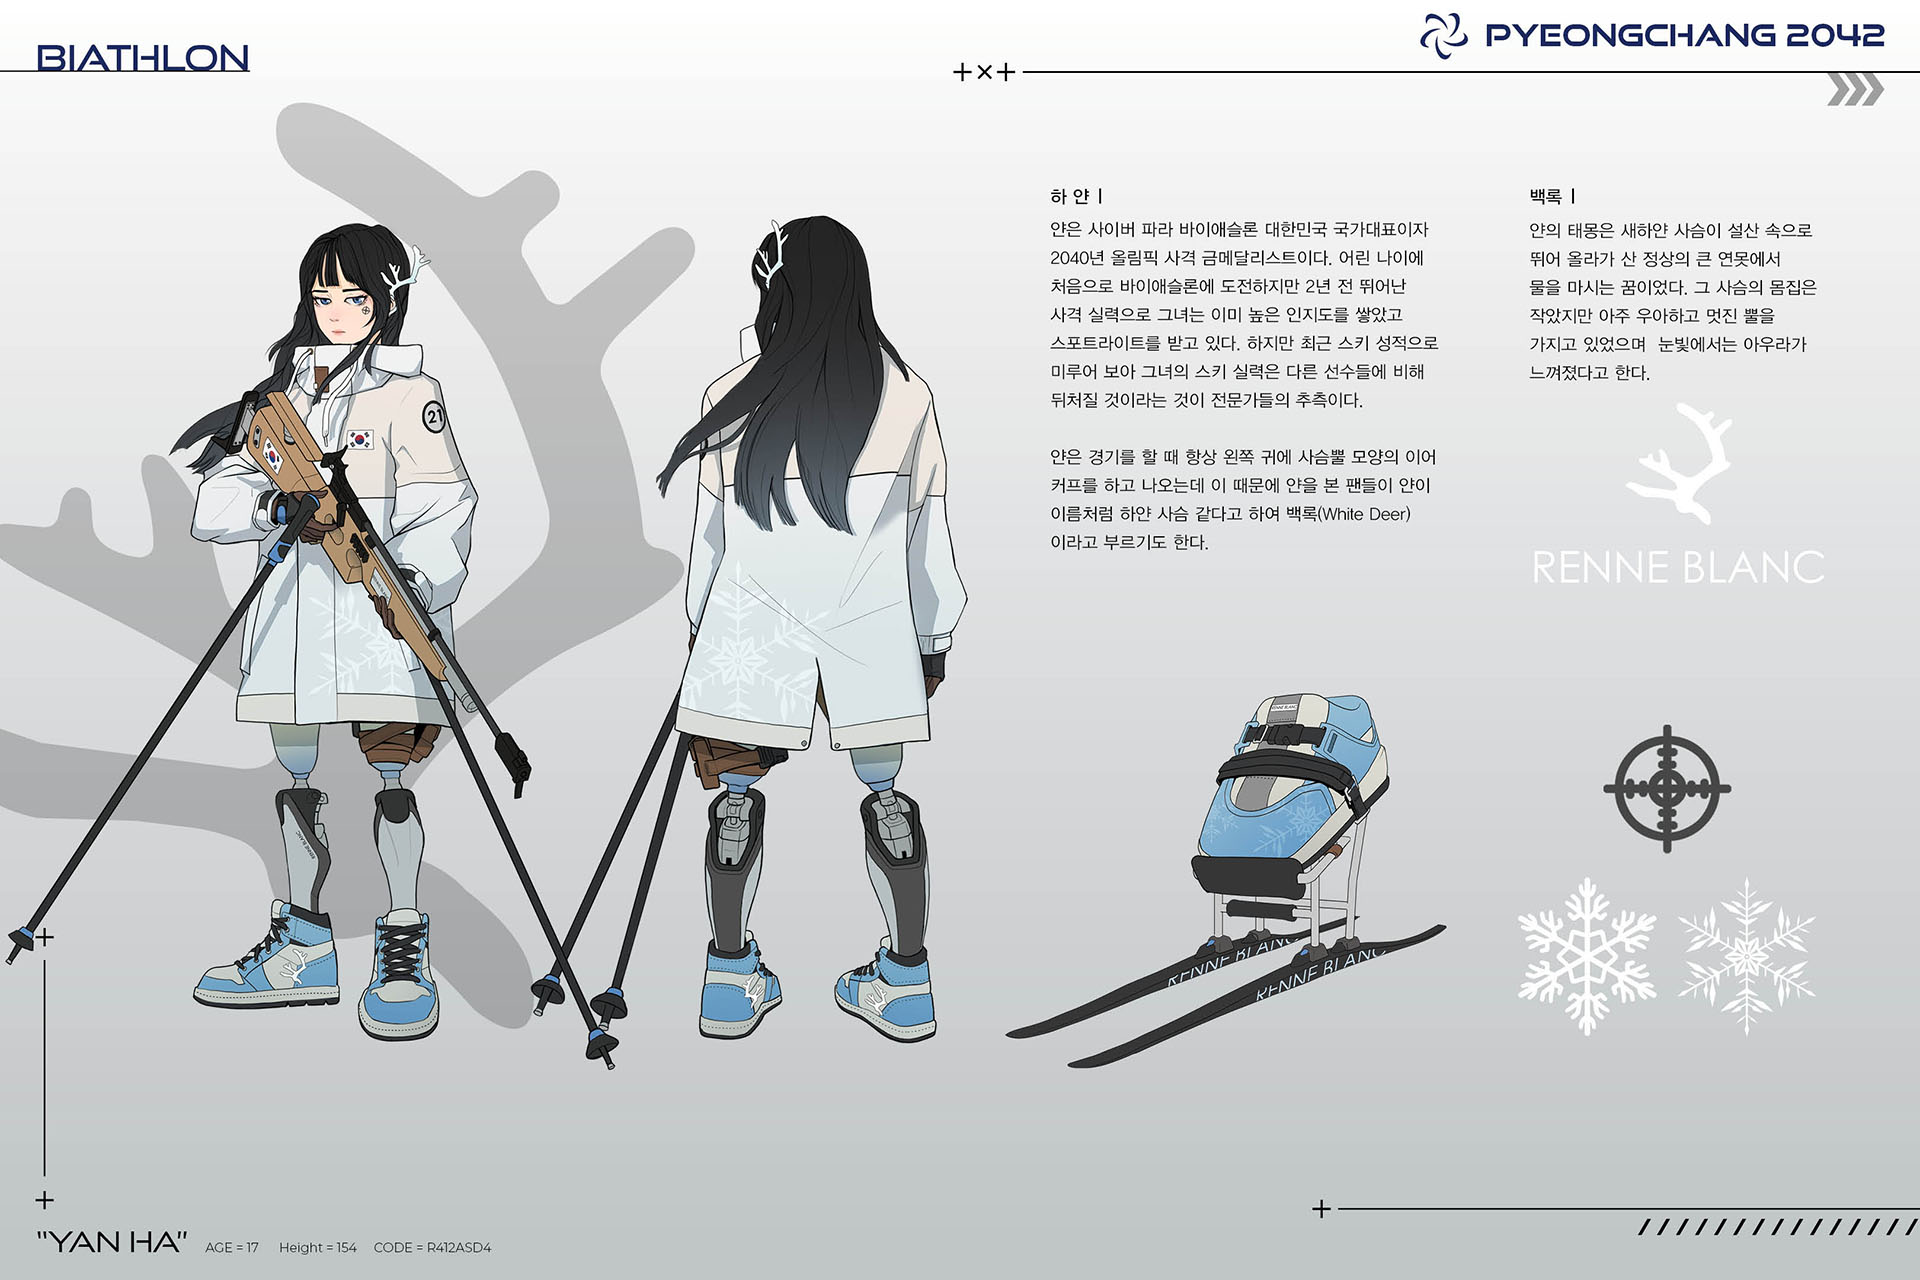 BIATHLON
PYEONGCHANG 2042
하 얀 |
얀은 사이버 파라 바이애슬론 대한민국 국가대표이자
2040년 올림픽 사격 금메달리스트이다. 어린 나이에
처음으로 바이애슬론에 도전하지만 2년 전 뛰어난
사격 실력으로 그녀는 이미 높은 인지도를 쌓았고
스포트라이트를 받고 있다. 하지만 최근 스키 성적으로
미루어 보아 그녀의 스키 실력은 다른 선수들에 비해
뒤처질 것이라는 것이 전문가들의 추측이다.
얀은 경기를 할 때 항상 왼쪽 귀에 사슴뿔 모양의 이어
커프를 하고 나오는데 이 때문에 얀을 본 팬들이 얀이
이름처럼 하얀 사슴 같다고 하여 백록(White Deer)
이라고 부르기도 한다.
백록 |
얀의 태몽은 새하얀 사슴이 설산 속으로
뛰어 올라가 산 정상의 큰 연못에서
물을 마시는 꿈이었다. 그 사슴의 몸집은
작았지만 아주 우아하고 멋진 뿔을
가지고 있었으며 눈빛에서는 아우라가
느껴졌다고 한다.
RENNE BLANC
21
RENNE BLANC
RENNE BLANC
RENNE BLANC
RENNE BLANC
RENNE BLANC
"YAN HA" AGE = 17 Height = 154 CODE = R412ASD4